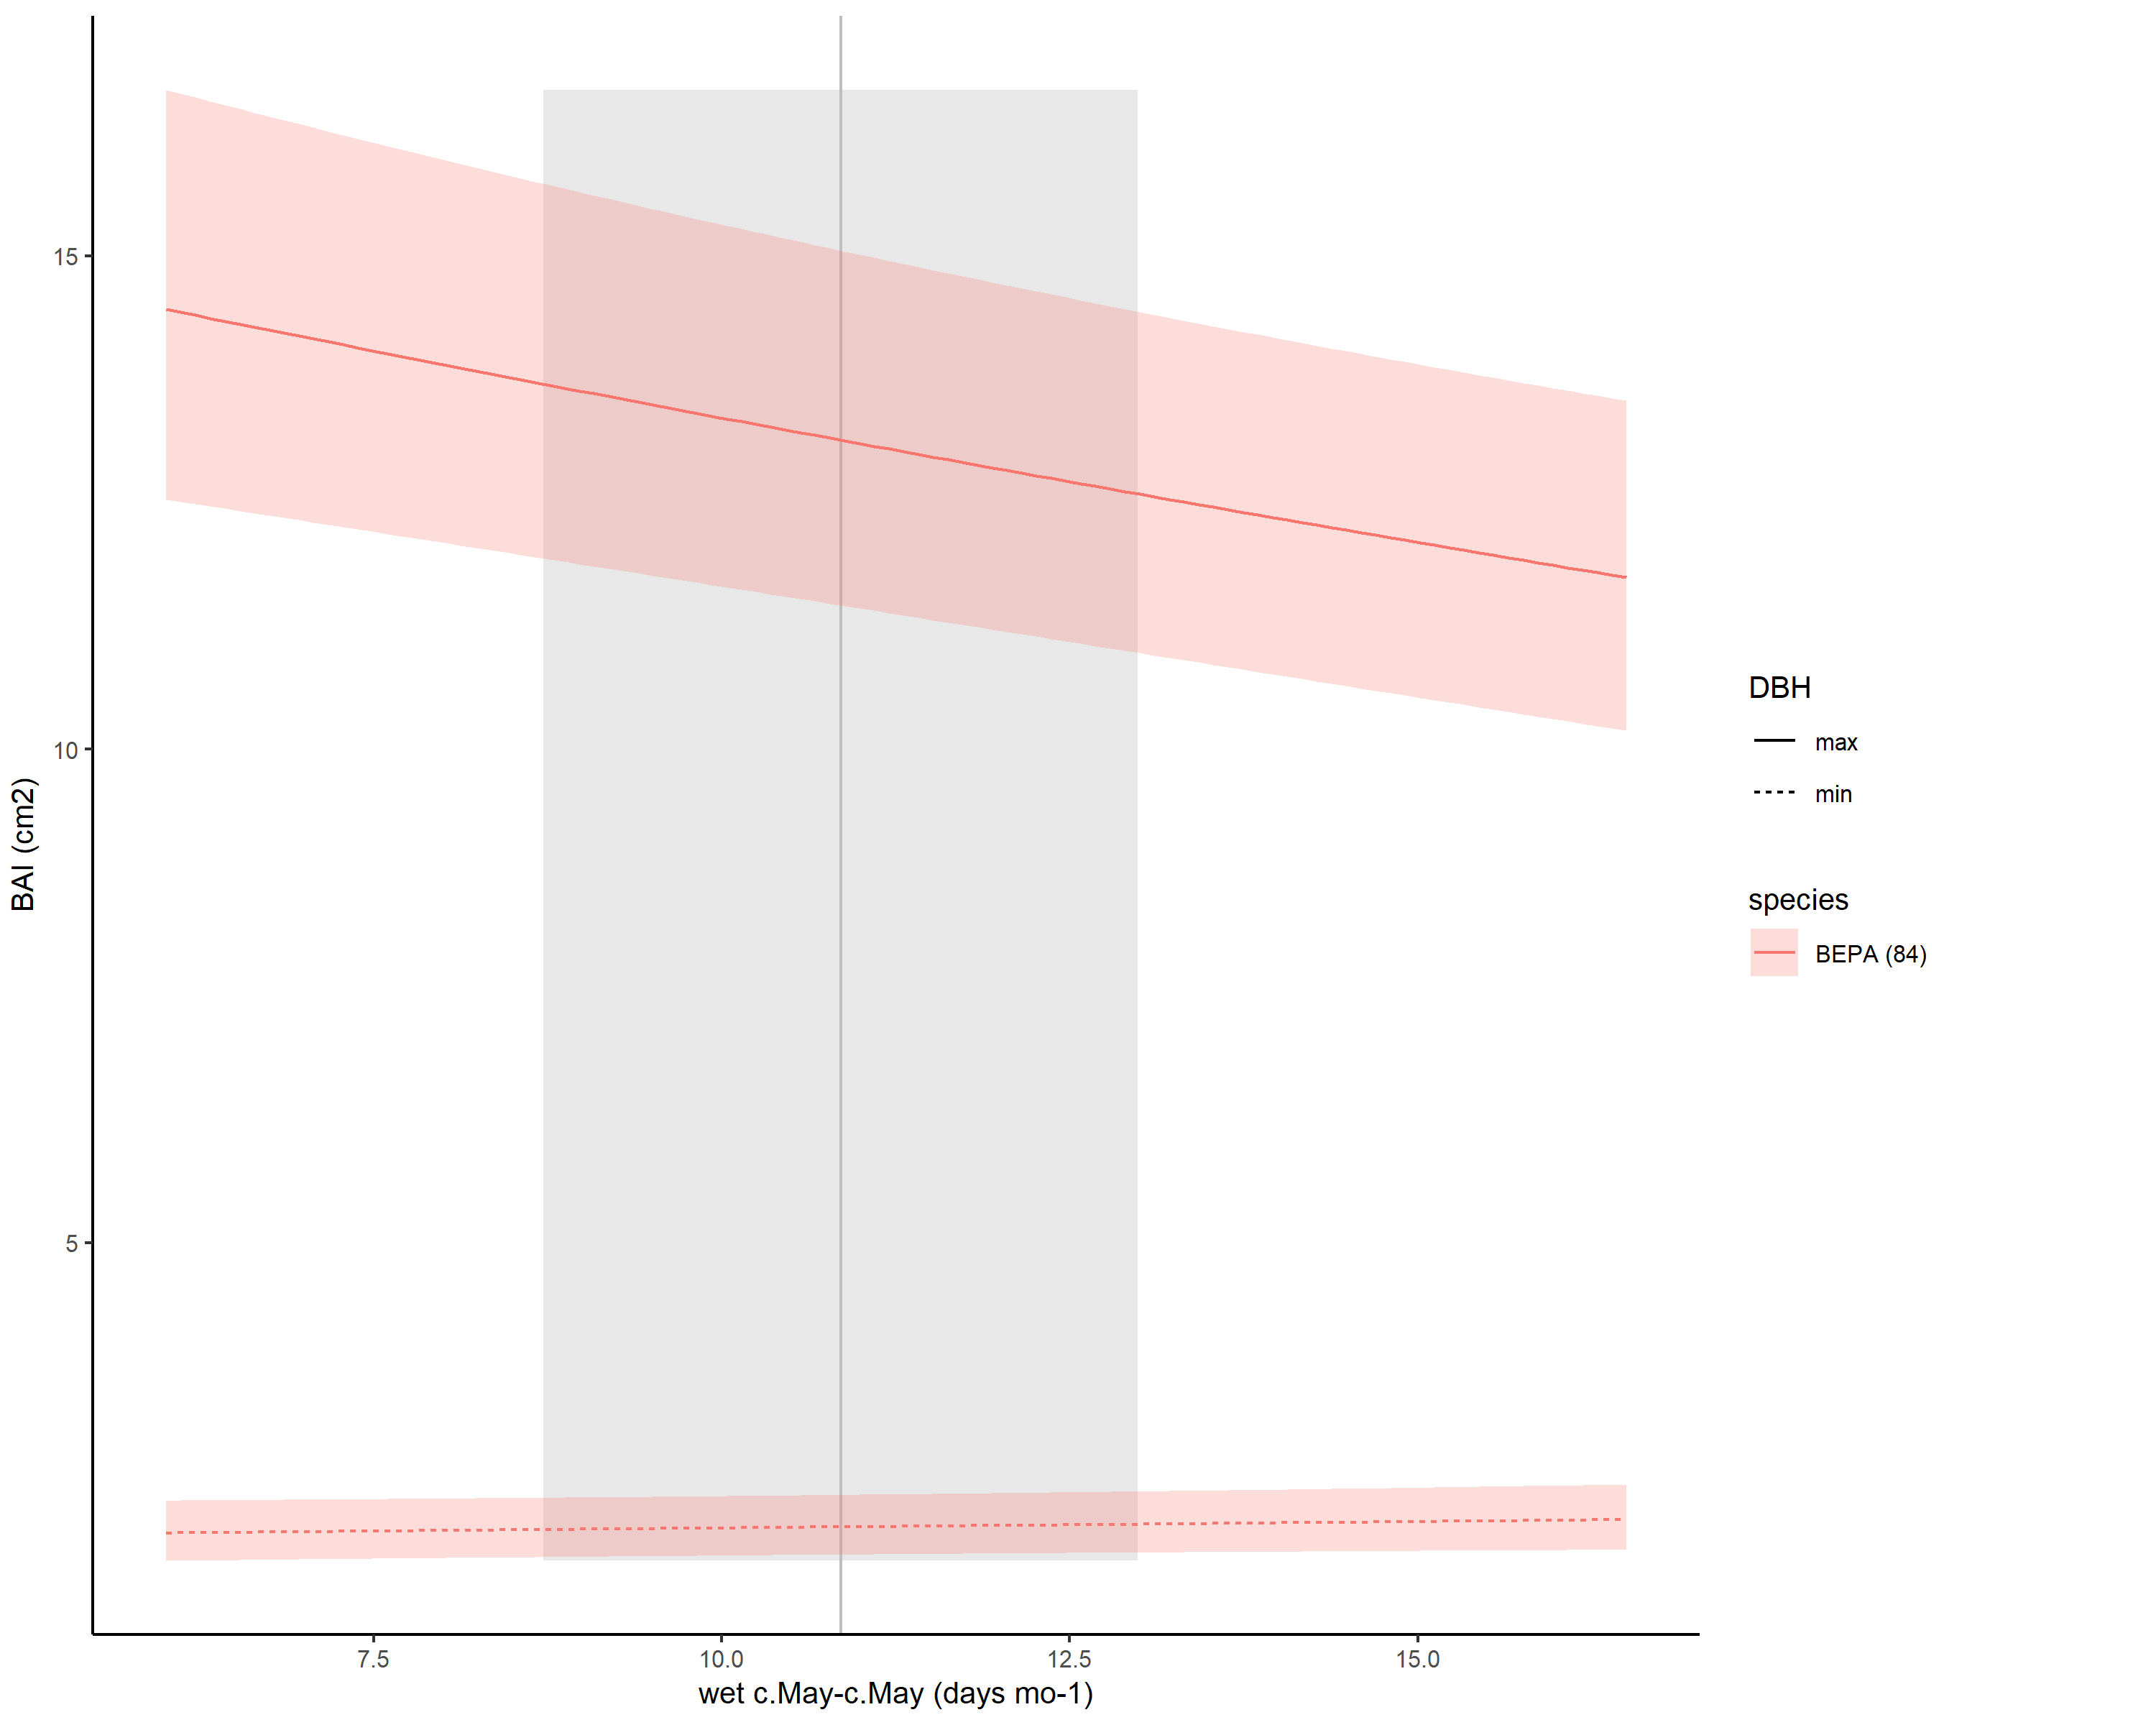 15
10
5
BAI (cm2)
7.5
10.0
12.5
15.0
wet c.May-c.May (days mo-1)
DBH
max
min
species
BEPA (84)